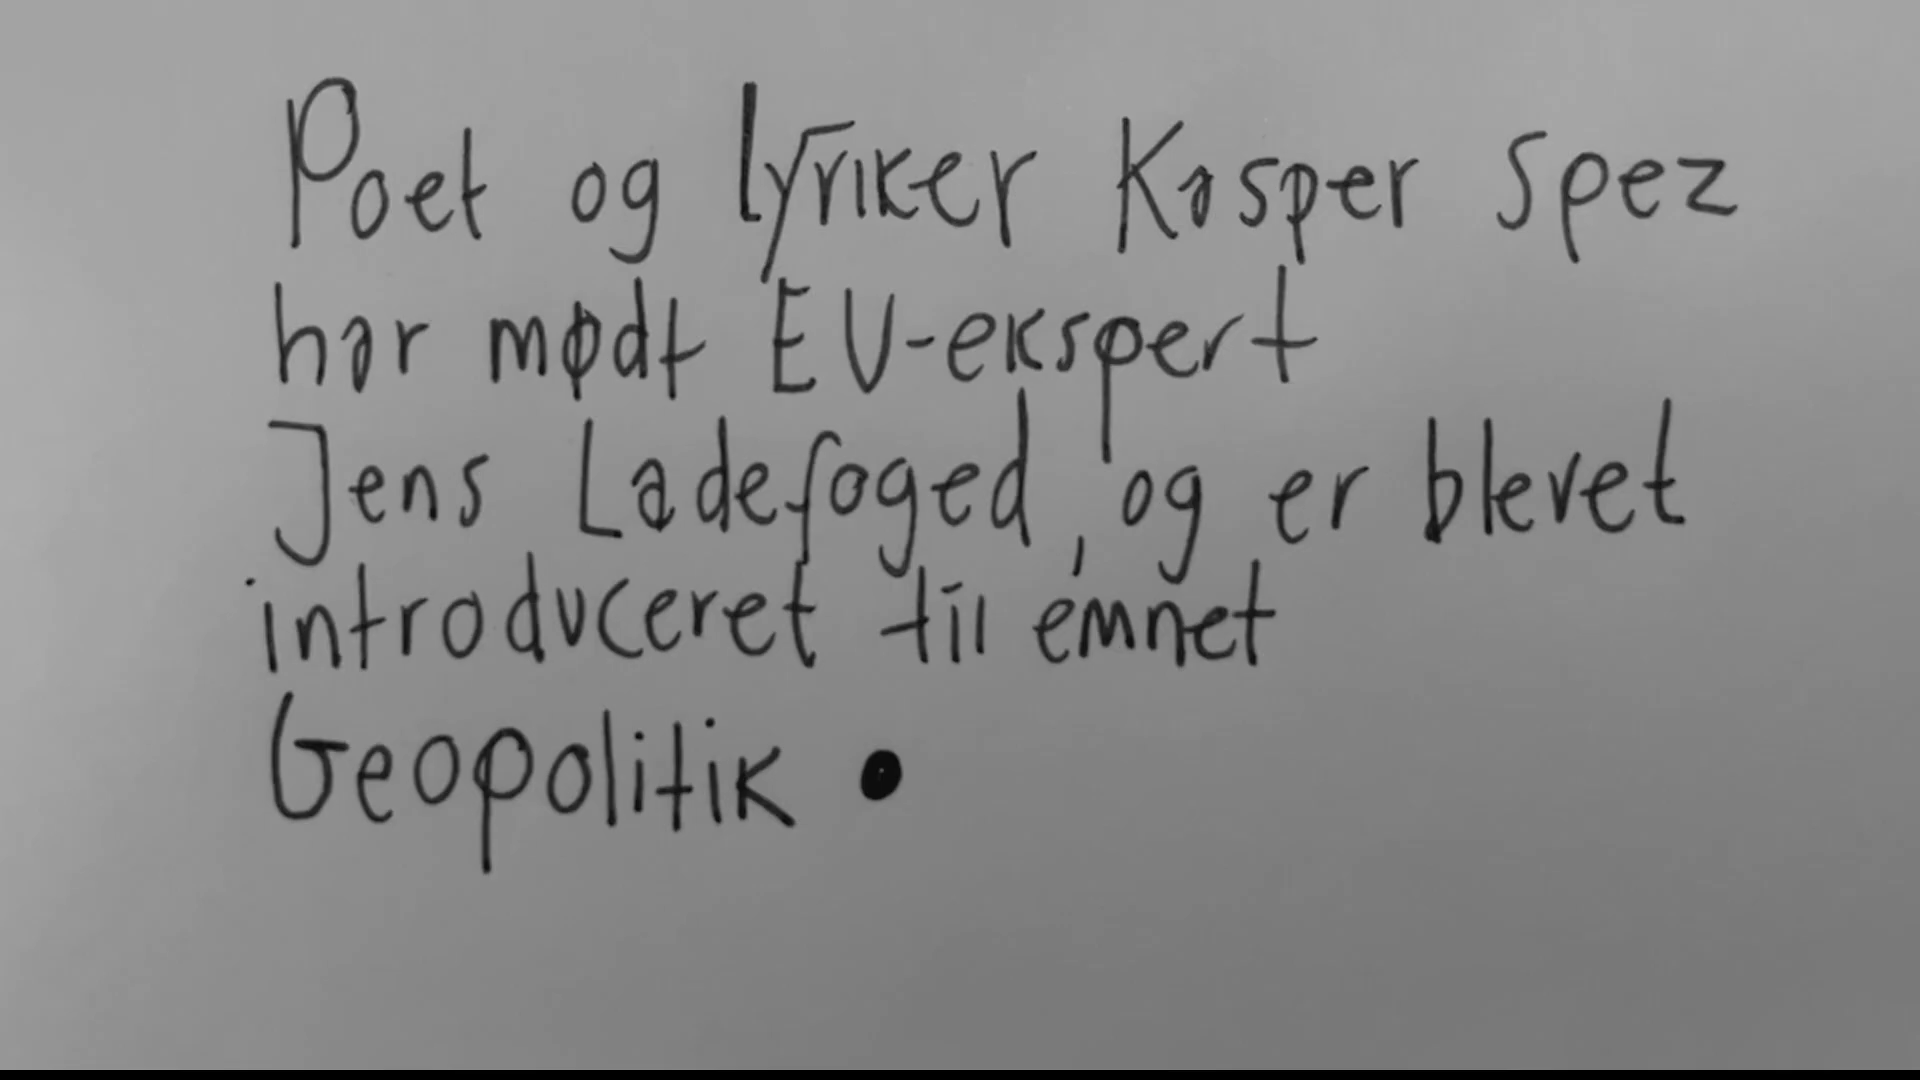 Poet og lyriker Kasper Spez
har mødt EU-ekspert
Jens Ladefoged, og er blevet
introduceret til emnet
Geopolitik.